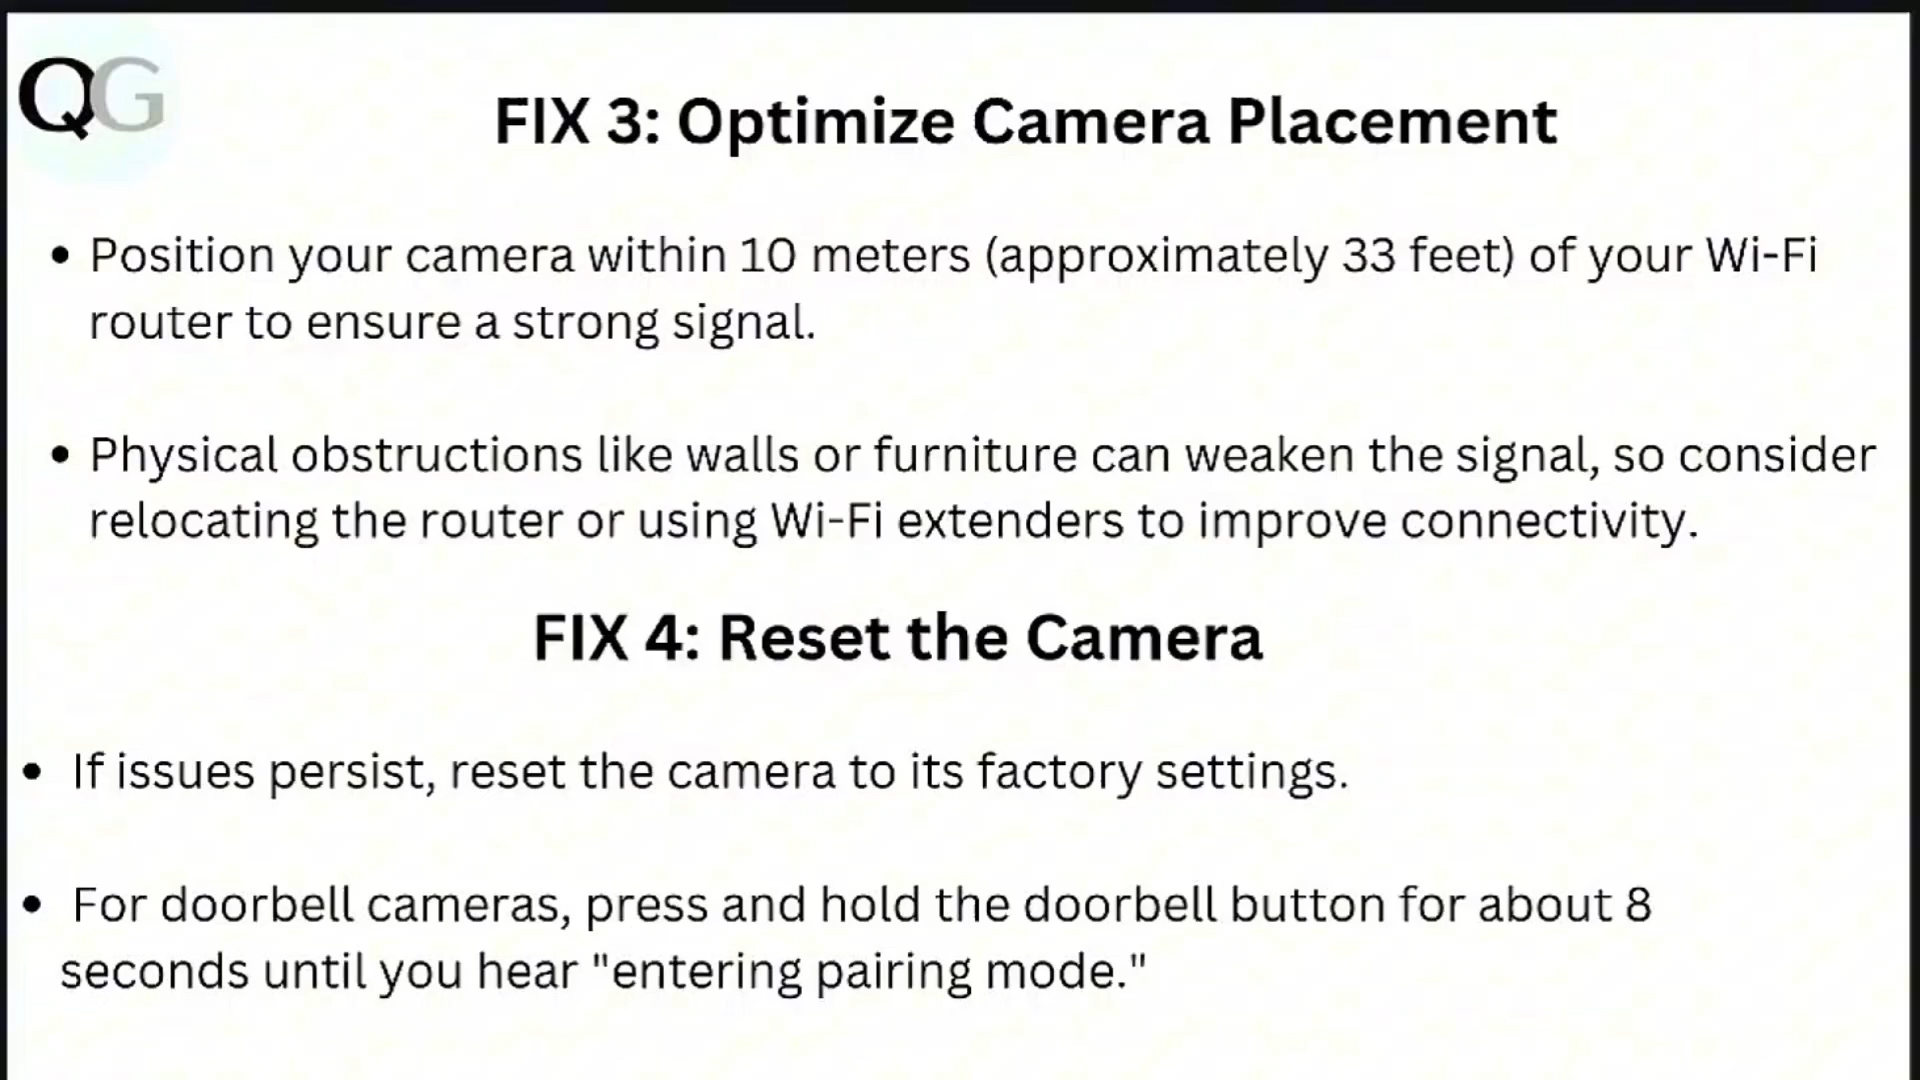 QG
FIX 3: Optimize Camera Placement
• Position your camera within 10 meters (approximately 33 feet) of your Wi-Fi
router to ensure a strong signal.
• Physical obstructions like walls or furniture can weaken the signal, so consider
relocating the router or using Wi-Fi extenders to improve connectivity.
FIX 4: Reset the Camera
• If issues persist, reset the camera to its factory settings.
• For doorbell cameras, press and hold the doorbell button for about 8
seconds until you hear "entering pairing mode."